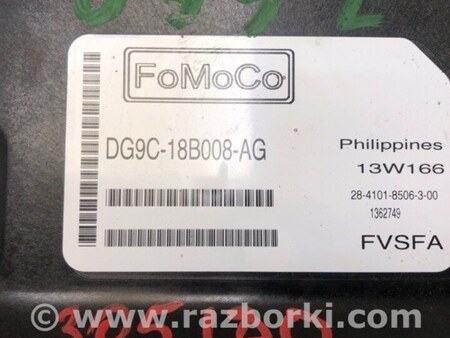 FoMoCo
DG9C-18B008-AG
Philippines
13W166
28-4101-8506-3-00
1362749
FVSFA
www.razborki.com